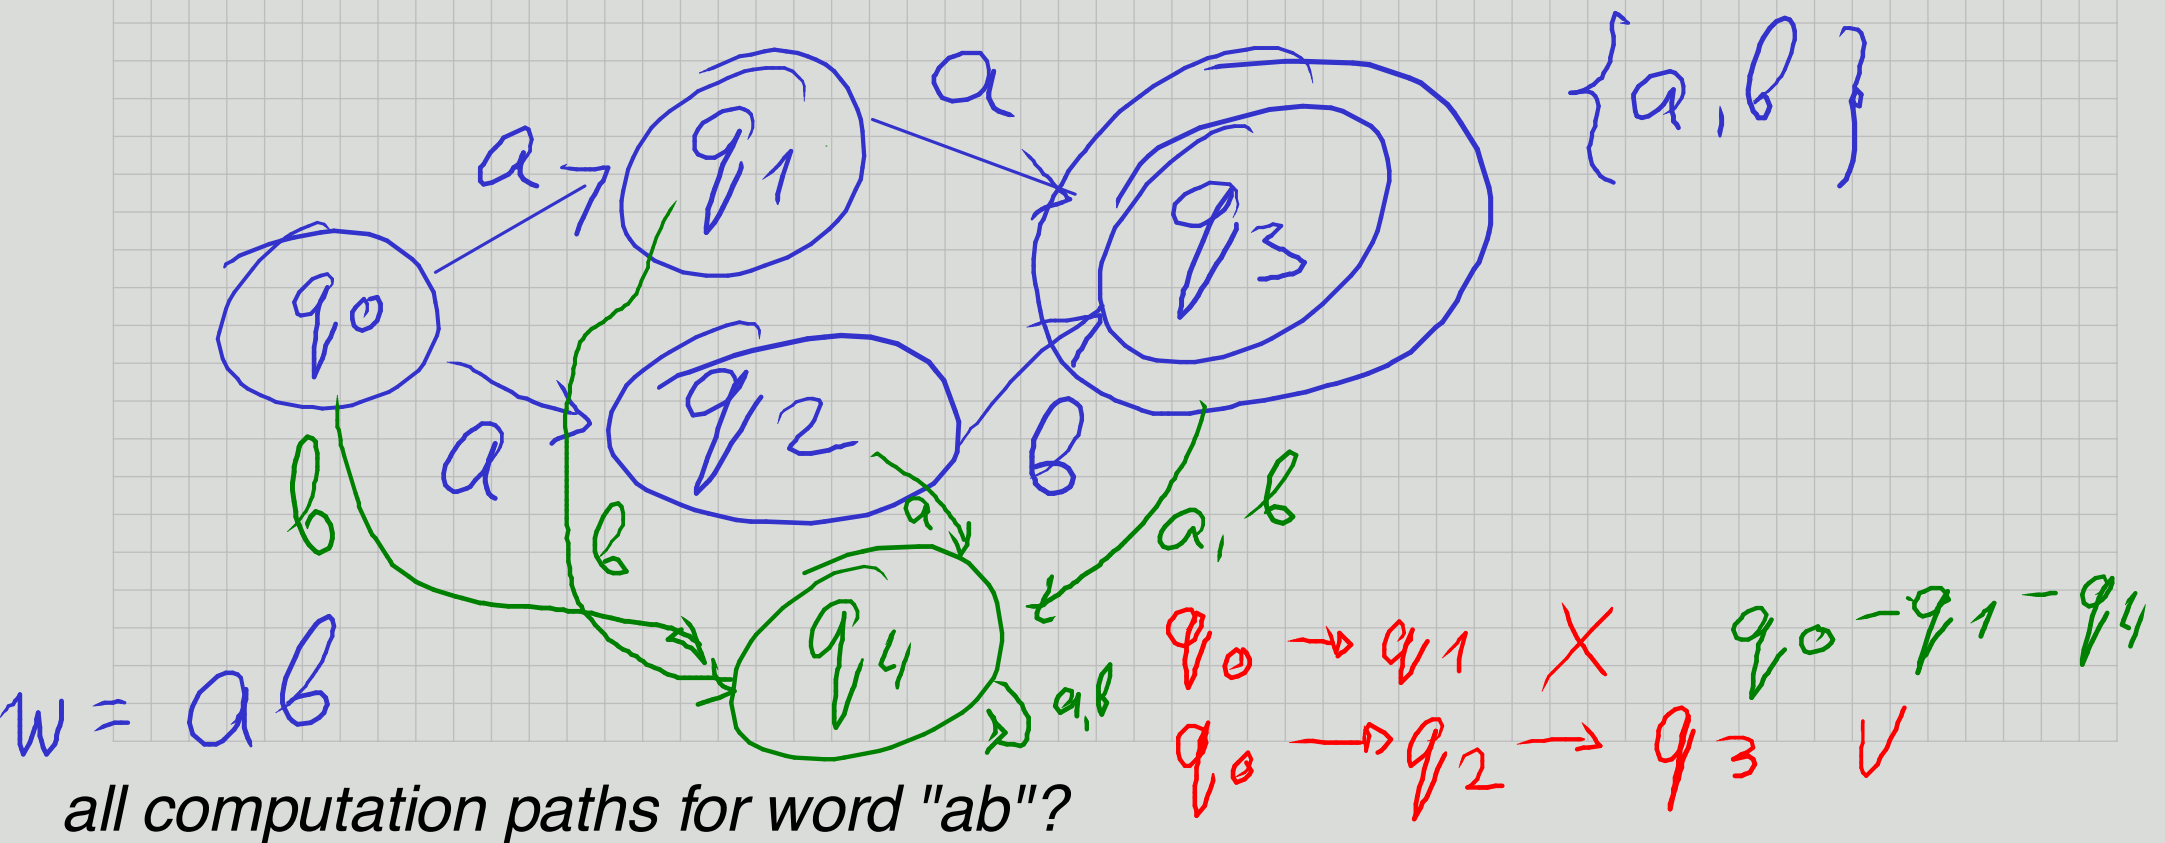 {a,b}
a
a
q1
q3
q0
q2
a
b
b
b
a
a, b
q4
a,b
w = ab
q0 → q1 X
q0 - q1 - q4
q0 → q2 → q3 V
all computation paths for word "ab"?